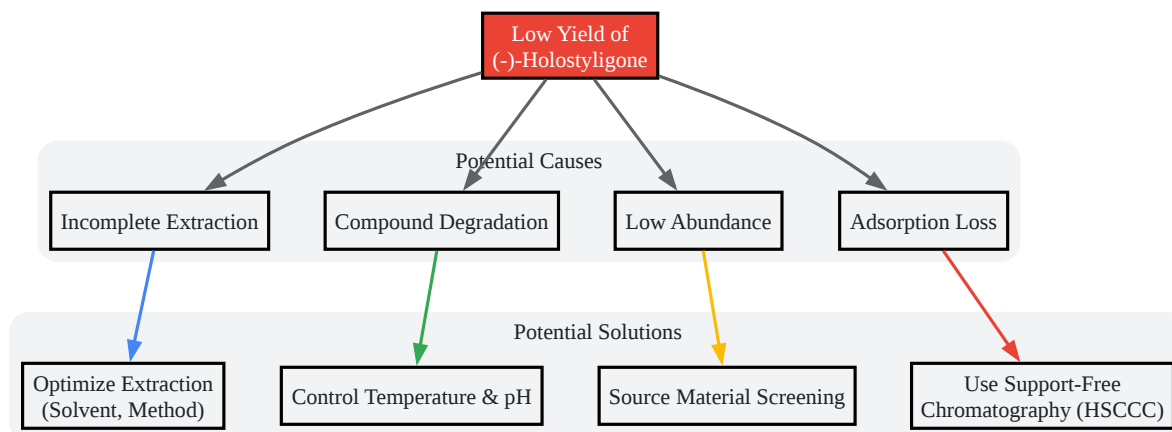 Low Yield of
(-)-Holostyligone
Potential Causes
Incomplete Extraction
Compound Degradation
Low Abundance
Adsorption Loss
Potential Solutions
Optimize Extraction
(Solvent, Method)
Control Temperature & pH
Source Material Screening
Use Support-Free
Chromatography (HSCCC)